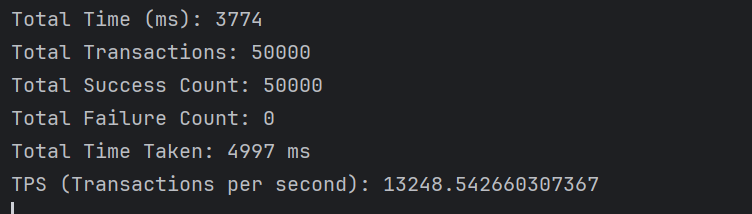 Total Time (ms): 3774
Total Transactions: 50000
Total Success Count: 50000
Total Failure Count: 0
Total Time Taken: 4997 ms
TPS (Transactions per second): 13248.542660307367